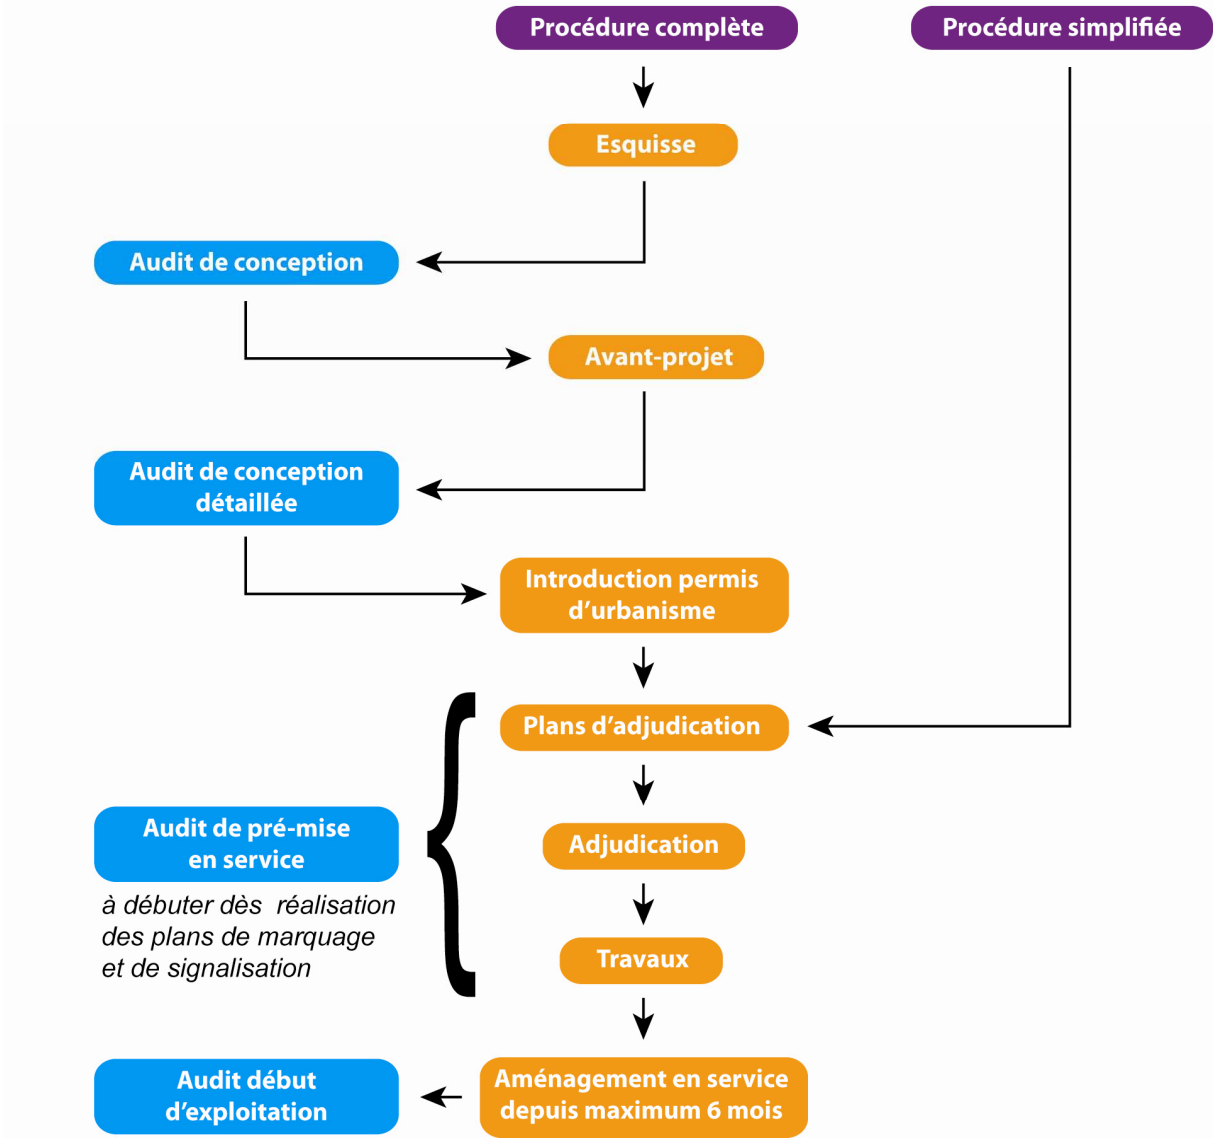 Procédure complète
Procédure simplifiée
Esquisse
Audit de conception
Avant-projet
Audit de conception
détaillée
Introduction permis
d’urbanisme
Plans d’adjudication
Audit de pré-mise
en service
à débuter dès réalisation
des plans de marquage
et de signalisation
Adjudication
Travaux
Audit début
d’exploitation
Aménagement en service
depuis maximum 6 mois